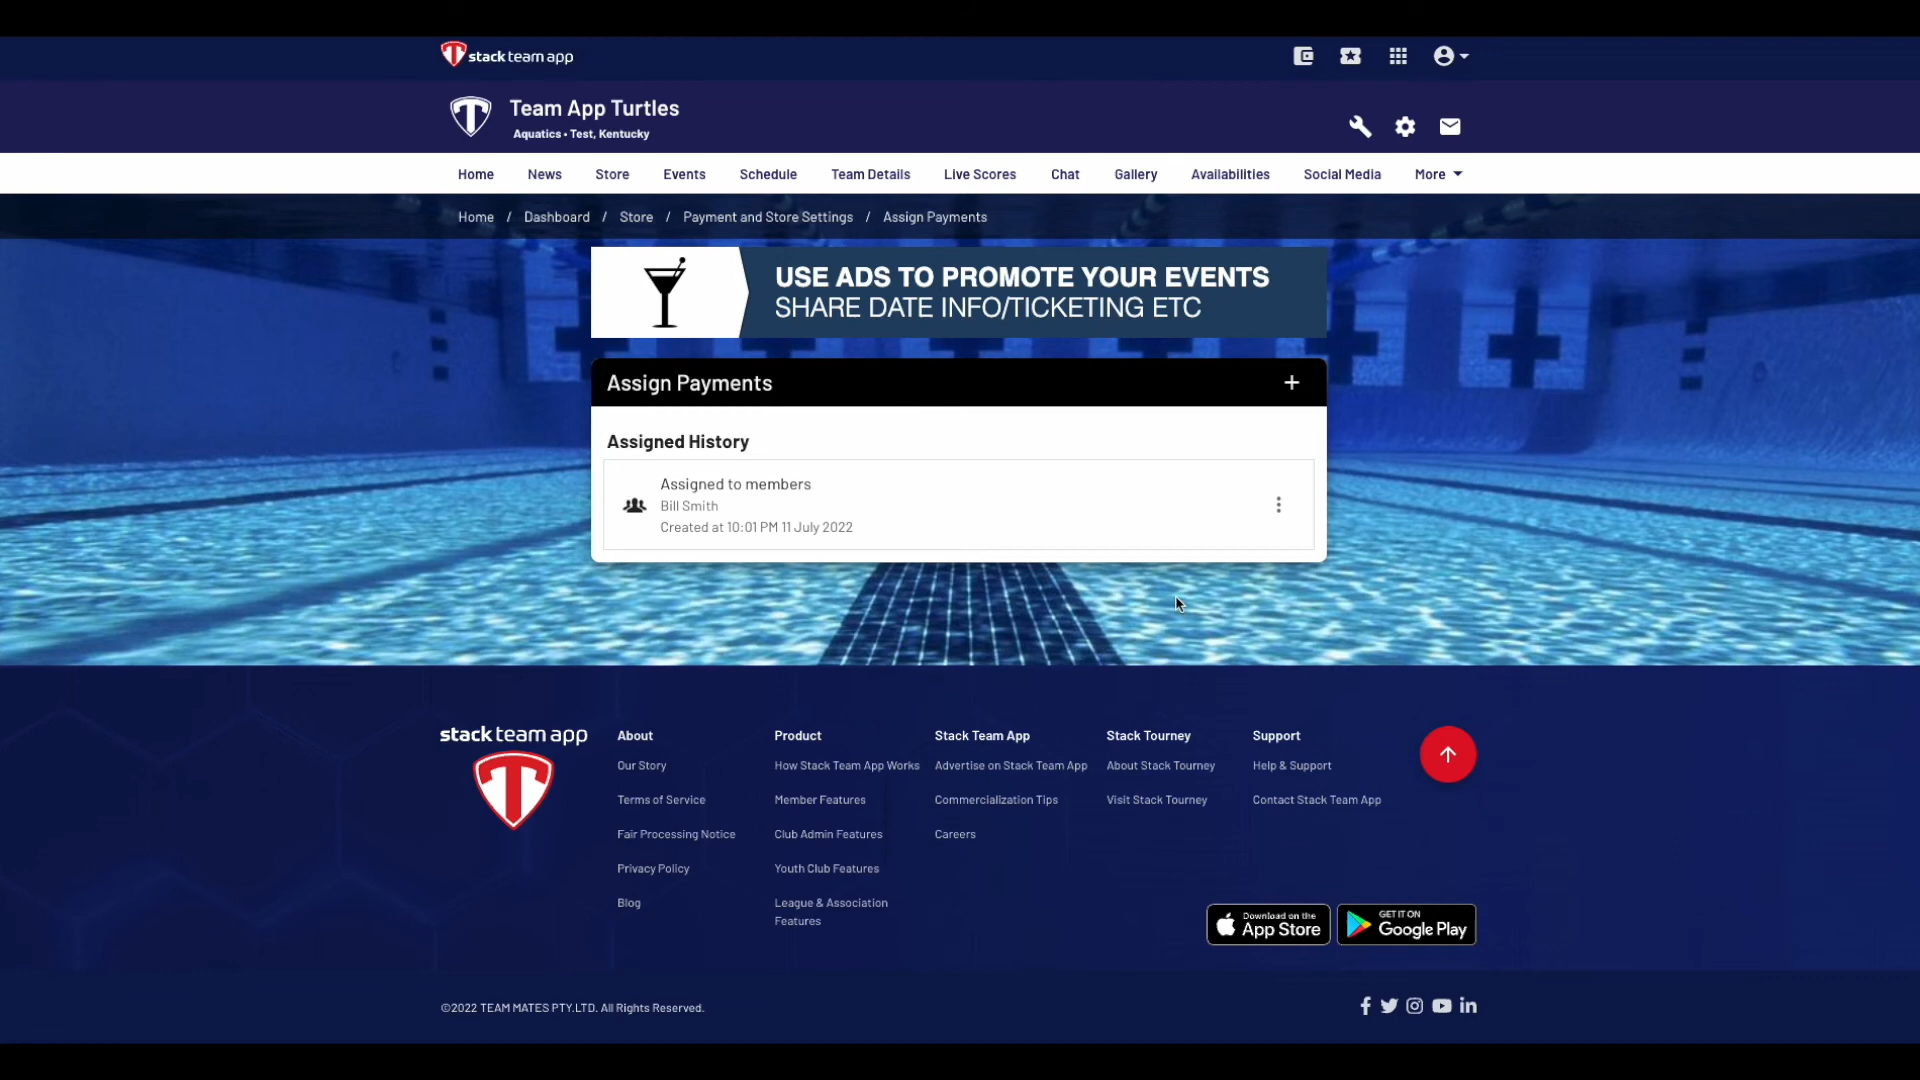 stack team app
Team App Turtles
Aquatics • Test, Kentucky
Home News Store Events Schedule Team Details Live Scores Chat Gallery Availabilities Social Media More
Home / Dashboard / Store / Payment and Store Settings / Assign Payments
USE ADS TO PROMOTE YOUR EVENTS
SHARE DATE INFO/TICKETING ETC
Assign Payments
Assigned History
Assigned to members
Bill Smith
Created at 10:01 PM 11 July 2022
stack team app
About
Our Story
Terms of Service
Fair Processing Notice
Privacy Policy
Blog
Product
How Stack Team App Works
Member Features
Club Admin Features
Youth Club Features
League & Association
Features
Stack Team App
Advertise on Stack Team App
Commercialization Tips
Careers
Stack Tourney
About Stack Tourney
Visit Stack Tourney
Support
Help & Support
Contact Stack Team App
Download on the
App Store
GET IT ON
Google Play
©2022 TEAM MATES PTY.LTD. All Rights Reserved.